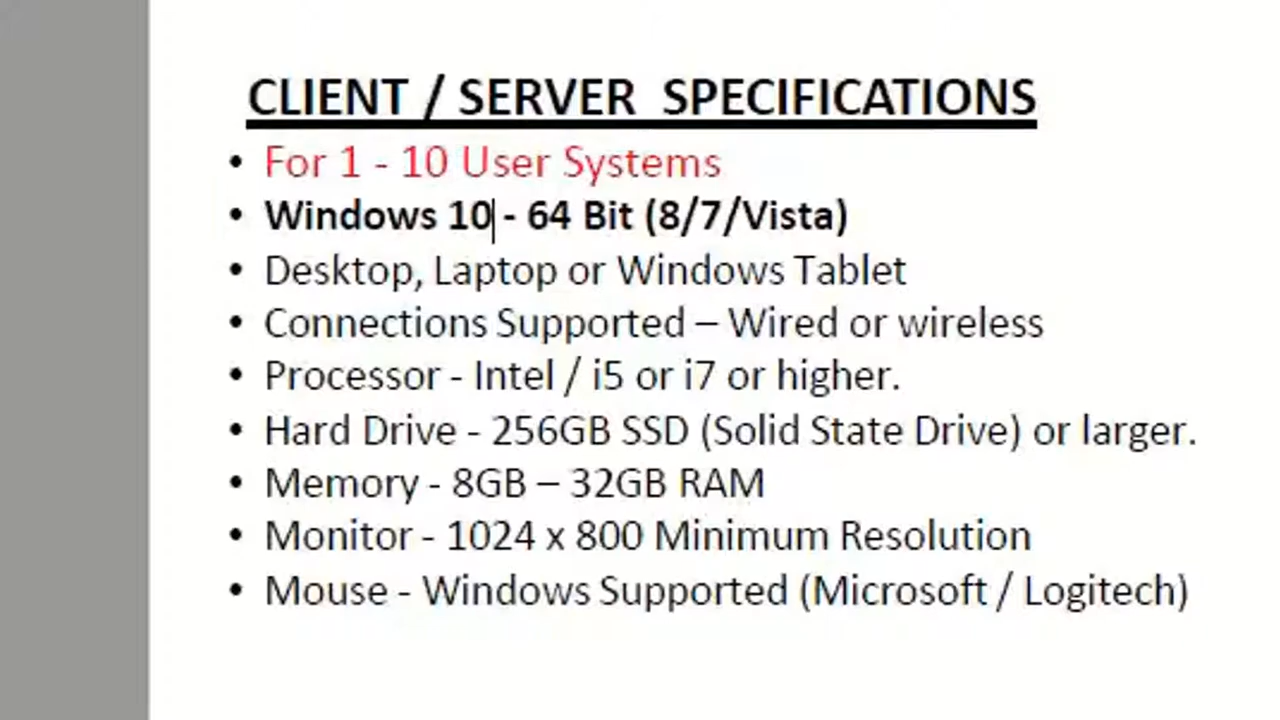 CLIENT / SERVER SPECIFICATIONS
• For 1 - 10 User Systems
• Windows 10 - 64 Bit (8/7/Vista)
• Desktop, Laptop or Windows Tablet
• Connections Supported – Wired or wireless
• Processor - Intel / i5 or i7 or higher.
• Hard Drive - 256GB SSD (Solid State Drive) or larger.
• Memory - 8GB – 32GB RAM
• Monitor - 1024 x 800 Minimum Resolution
• Mouse - Windows Supported (Microsoft / Logitech)